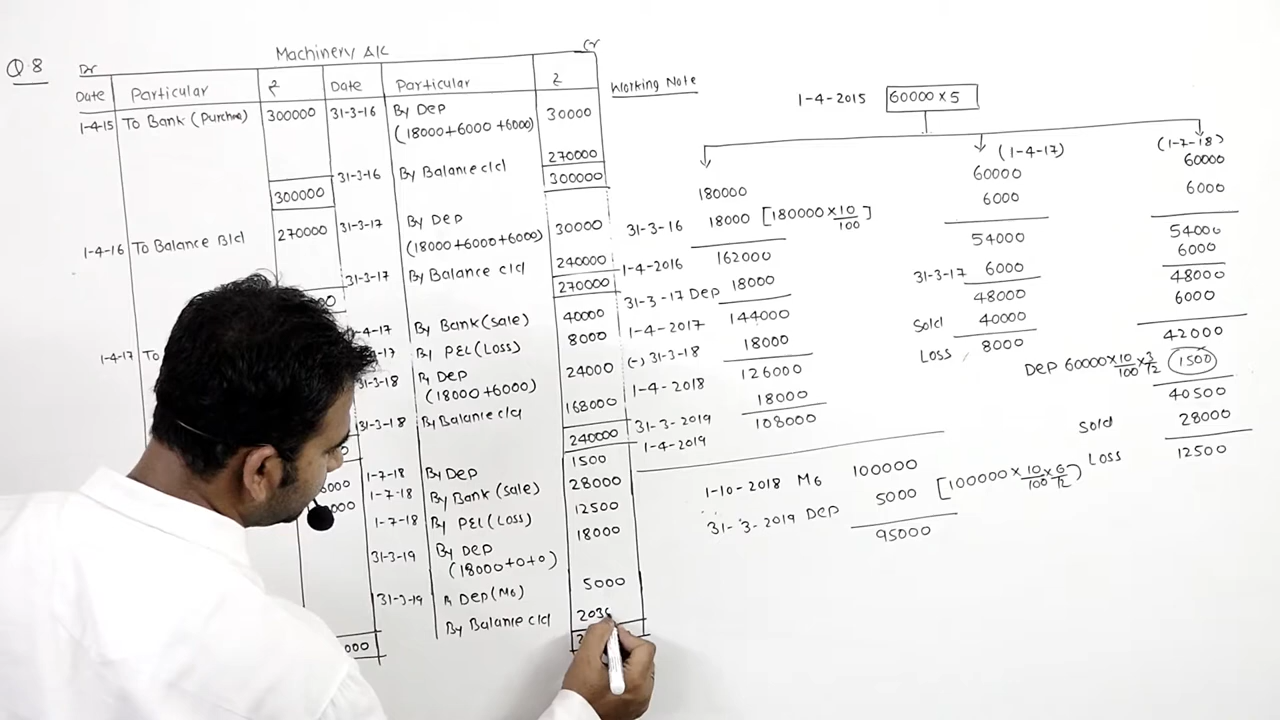 Q.8
Machinery A/C
Dr
Cr
Date Particular ₹ Date Particular ₹
1-4-15 To Bank (Purchase) 300000 31-3-16 By Dep 30000
(18000+6000+6000)
270000
31-3-16 By Balance c/d
300000 300000
1-4-16 To Balance B/d 270000 31-3-17 By Dep 30000
(18000+6000+6000)
31-3-17 By Balance c/d 240000
270000
-4-17 By Bank (Sale) 40000
1-4-17 To 17 By P&L (Loss) 8000
31-3-18 By Dep 24000
(18000+6000)
31-3-18 By Balance c/d 168000
240000
1-7-18 By Dep 1500
1-7-18 By Bank (Sale) 28000
1-7-18 By P&L (Loss) 12500
31-3-19 By Dep 18000
(18000+0+0)
31-3-19 By Dep (M6) 5000
By Balance c/d 203
000
Working Note
1-4-2015 60000 × 5
180000
31-3-16 18000 [180000 × 10/100]
1-4-2016 162000
31-3-17 Dep 18000
1-4-2017 144000
(-) 31-3-18 18000
1-4-2018 126000
31-3-2019 18000
1-4-2019 108000
(1-4-17)
60000
6000
54000
31-3-17 6000
48000
Sold 40000
Loss 8000
(1-7-18)
60000
6000
54000
6000
48000
6000
42000
Dep 60000 × 10/100 × 3/12 1500
40500
Sold 28000
Loss 12500
1-10-2018 M6 100000
31-3-2019 Dep 5000 [100000 × 10/100 × 6/12]
95000